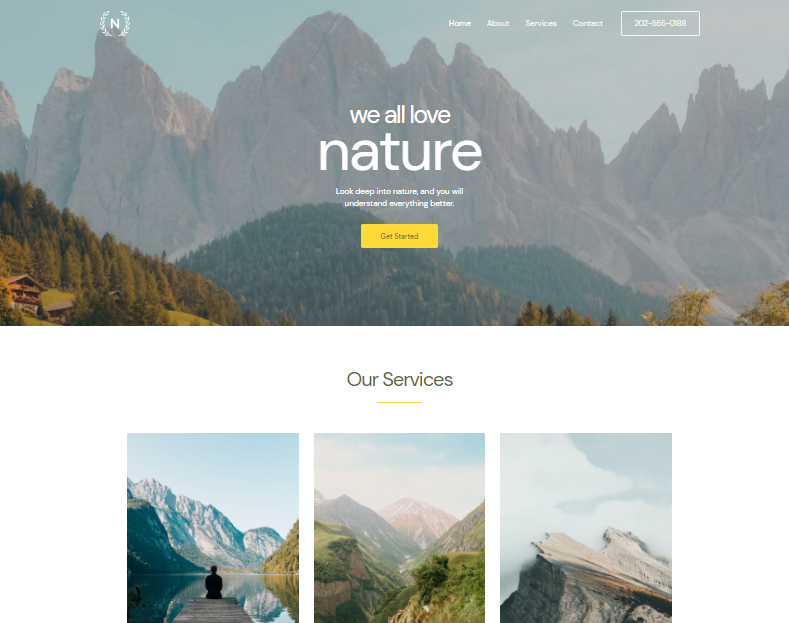 N
Home About Services Contact 202-555-0188
we all love
nature
Look deep into nature, and you will
understand everything better.
Get Started
Our Services